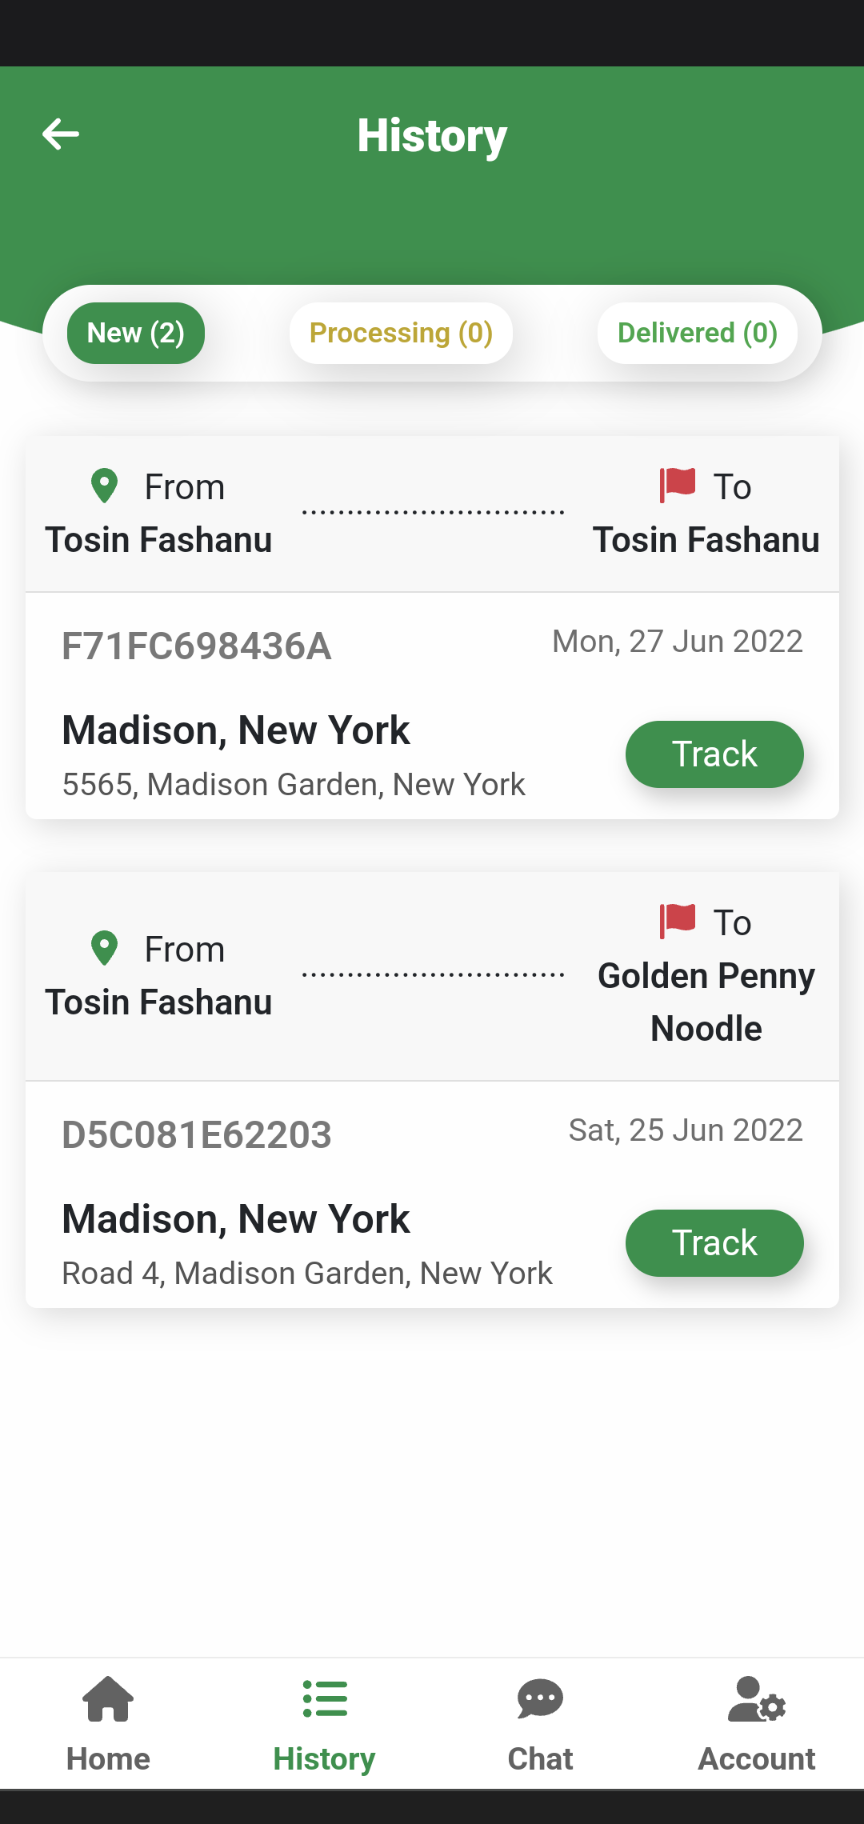 History
New (2)
Processing (0)
Delivered (0)
From
Tosin Fashanu
To
Tosin Fashanu
F71FC698436A
Mon, 27 Jun 2022
Madison, New York
5565, Madison Garden, New York
Track
From
Tosin Fashanu
To
Golden Penny
Noodle
D5C081E62203
Sat, 25 Jun 2022
Madison, New York
Road 4, Madison Garden, New York
Track
Home
History
Chat
Account